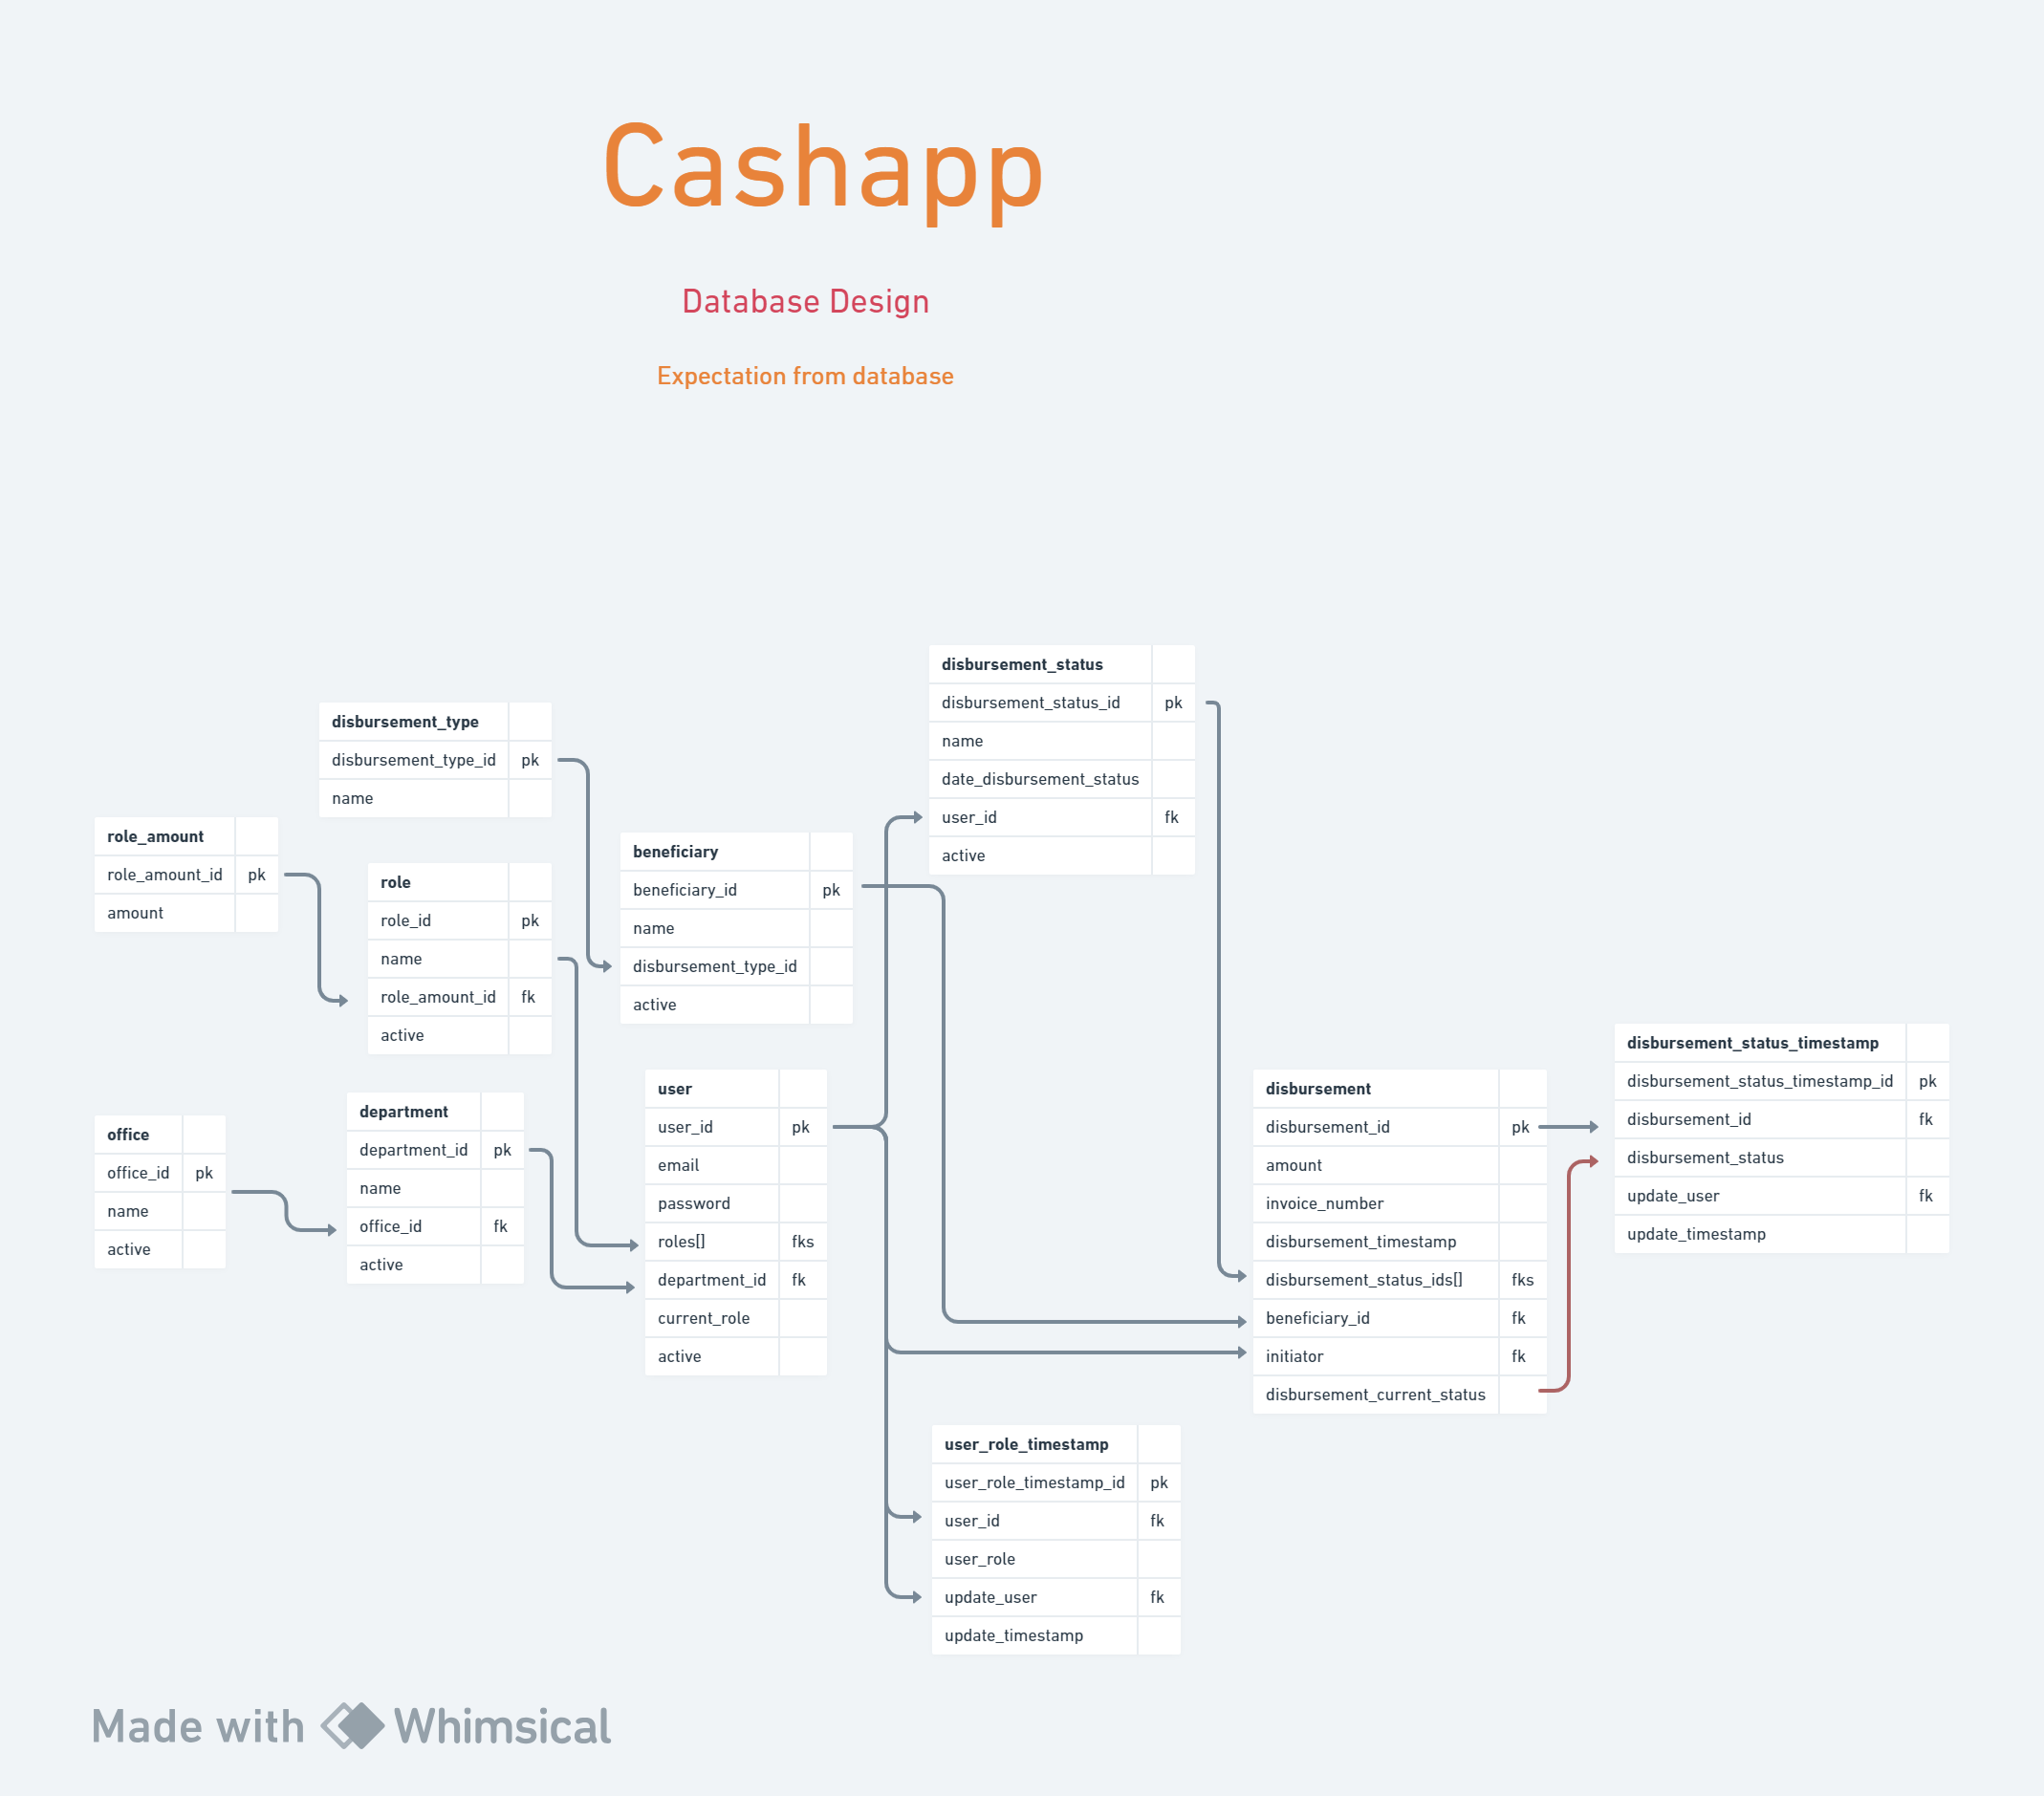 Cashapp
Database Design
Expectation from database
disbursement_status
disbursement_status_id pk
name
date_disbursement_status
user_id fk
active
disbursement_type
disbursement_type_id pk
name
role_amount
role_amount_id pk
amount
role
role_id pk
name
role_amount_id fk
active
beneficiary
beneficiary_id pk
name
disbursement_type_id
active
office
office_id pk
name
active
department
department_id pk
name
office_id fk
active
user
user_id pk
email
password
roles[] fks
department_id fk
current_role
active
disbursement
disbursement_id pk
amount
invoice_number
disbursement_timestamp
disbursement_status_ids[] fks
beneficiary_id fk
initiator fk
disbursement_current_status
disbursement_status_timestamp
disbursement_status_timestamp_id pk
disbursement_id fk
disbursement_status
update_user fk
update_timestamp
user_role_timestamp
user_role_timestamp_id pk
user_id fk
user_role
update_user fk
update_timestamp
Made with Whimsical